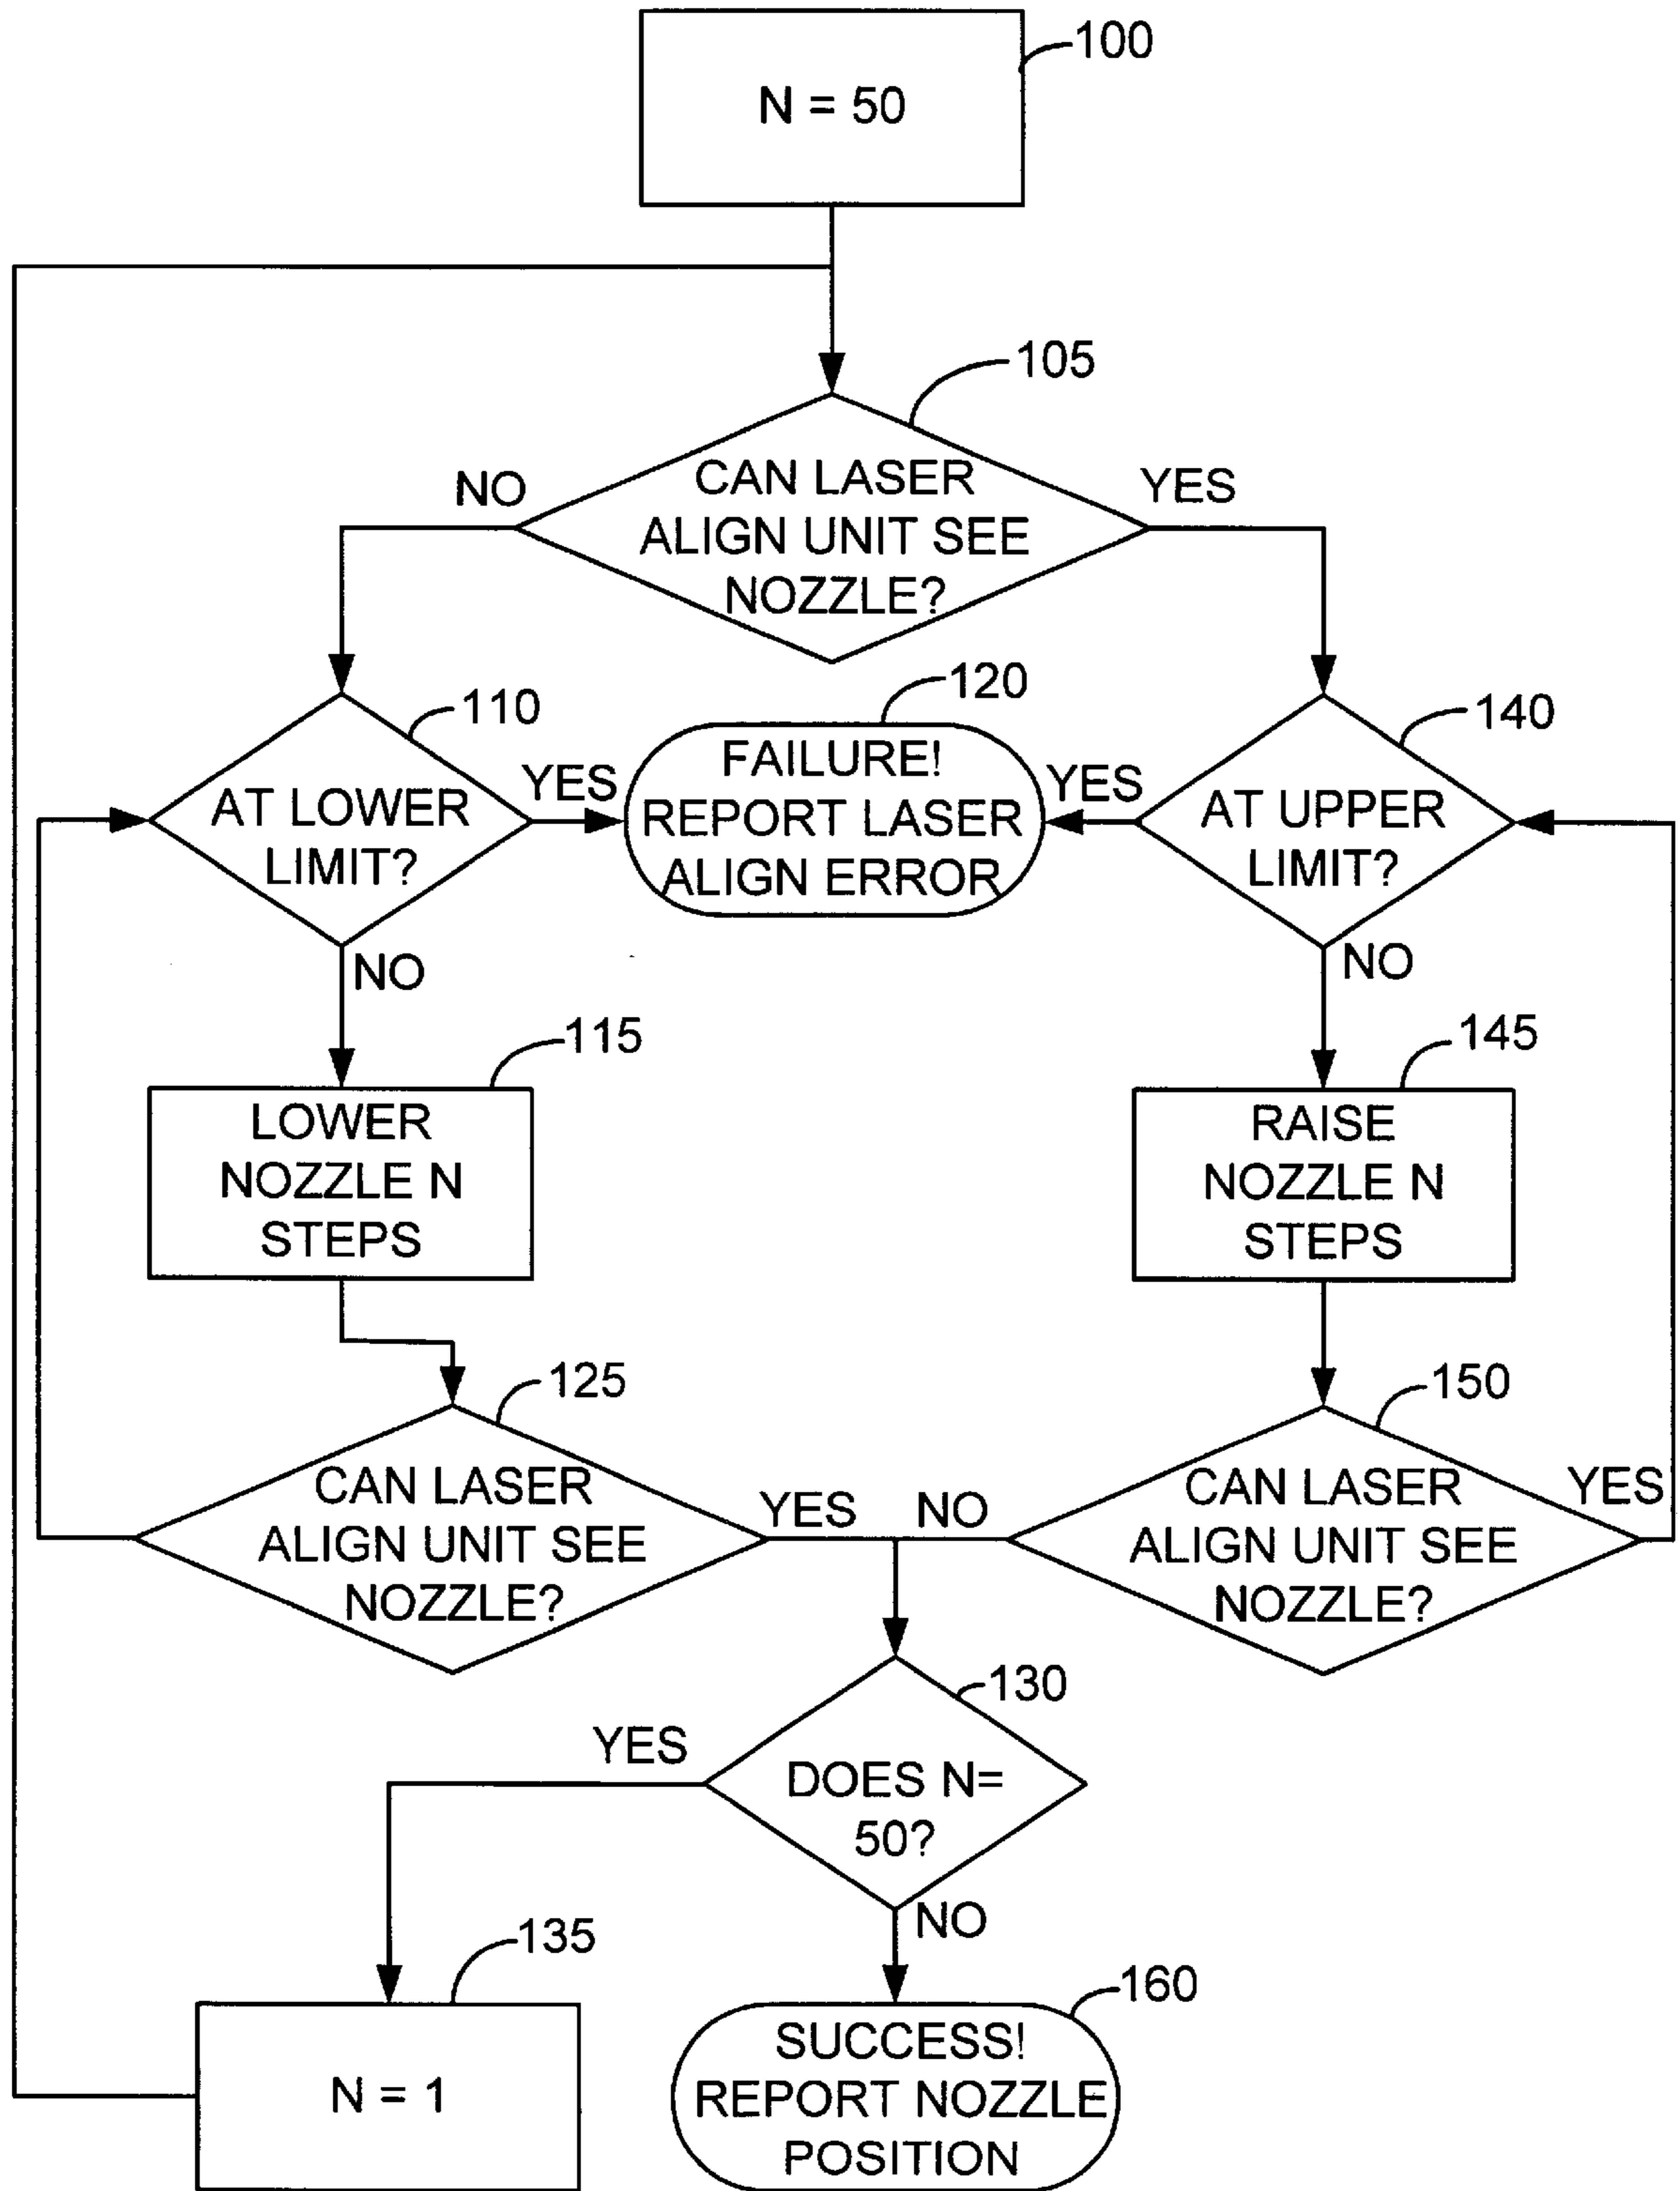 100
N = 50
105
CAN LASER
ALIGN UNIT SEE
NOZZLE?
NO
YES
110
AT LOWER
LIMIT?
YES
NO
120
FAILURE!
REPORT LASER
ALIGN ERROR
140
AT UPPER
LIMIT?
YES
NO
115
LOWER
NOZZLE N
STEPS
145
RAISE
NOZZLE N
STEPS
125
CAN LASER
ALIGN UNIT SEE
NOZZLE?
YES
150
CAN LASER
ALIGN UNIT SEE
NOZZLE?
NO
YES
130
DOES N=
50?
YES
NO
135
N = 1
160
SUCCESS!
REPORT NOZZLE
POSITION